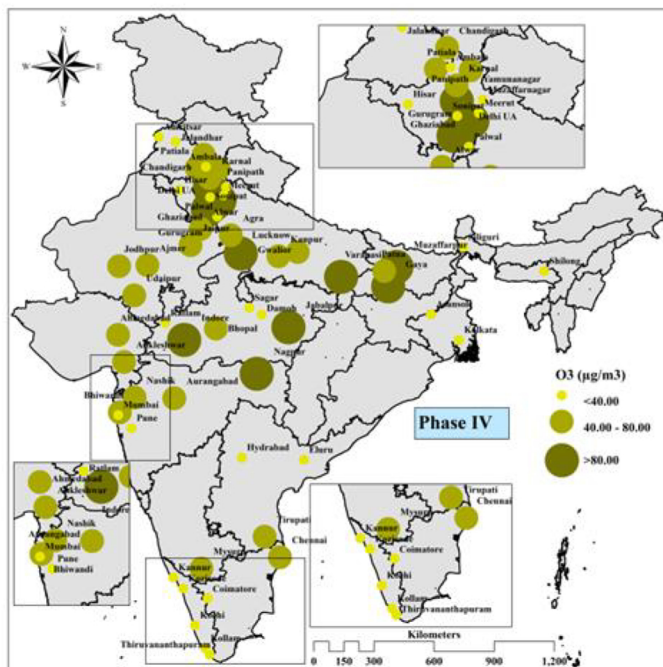 N
W
E
S
Jalandhar
Chandigarh
Patiala
Ambala
Karnal
Panipath
Yamunanagar
Muzaffarnagar
Hisar
Meerut
Sonipat
Gurugram
Delhi UA
Ghaziabad
Palwal
Alwar
Jalandhar
Patiala
Ambala
Chandigarh
Karnal
Panipath
Hisar
Meerut
Delhi UA
Sonipat
Palwal
Ghaziabad
Alwar
Agra
Gurugram
Jaipur
Lucknow
Jodhpur
Ajmer
Gwalior
Kanpur
Muzaffarpur
Siliguri
Varanasi
Patna
Shilong
Udaipur
Gaya
Sagar
Ahmedabad
Ratlam
Indore
Damoh
Jabalpur
Asansol
Ankleshwar
Bhopal
Kolkata
Nagpur
O3 (µg/m3)
Nashik
Aurangabad
<40.00
Bhiwandi
Mumbai
40.00 - 80.00
Pune
Phase IV
>80.00
Hydrabad
Eluru
Ratlam
Ahmedabad
Ankleshwar
Indore
Tirupati
Chennai
Aurangabad
Nashik
Mumbai
Pune
Bhiwandi
Tirupati
Chennai
Mysuru
Kannur
Coimatore
Kochi
Kollam
Thiruvananthapuram
Mysuru
Kannur
Kozikode
Coimatore
Kochi
Kollam
Thiruvananthapuram
Kilometers
0 150 300 600 900 1,200